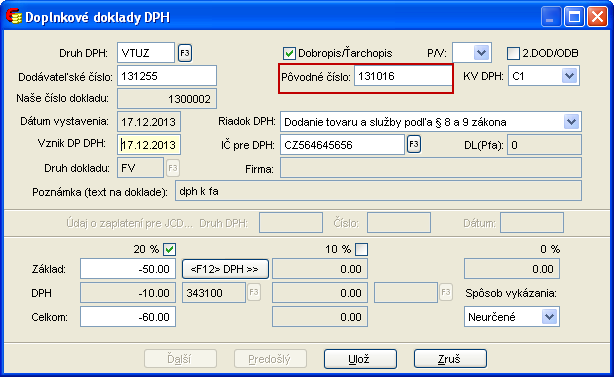 Doplnkové doklady DPH
Druh DPH: VTUZ F3 Dobropis/Ťarchopis P/V: 2.DOD/ODB
Dodávateľské číslo: 131255 Pôvodné číslo: 131016 KV DPH: C1
Naše číslo dokladu: 1300002
Dátum vystavenia: 17.12.2013 Riadok DPH: Dodanie tovaru a služby podľa § 8 a 9 zákona
Vznik DP DPH: 17.12.2013 IČ pre DPH: CZ564645656 F3 DL(Pfa): 0
Druh dokladu: FV F3 Firma:
Poznámka (text na doklade): dph k fa
Údaj o zaplatení pre JCD... Druh DPH: Číslo: Dátum:
20 % 10 % 0 %
Základ: -50.00 <F12> DPH >> 0.00 0.00
DPH -10.00 343100 F3 0.00 F3 Spôsob vykázania:
Celkom: -60.00 0.00 Neurčené
Ďalší Predošlý Ulož Zruš